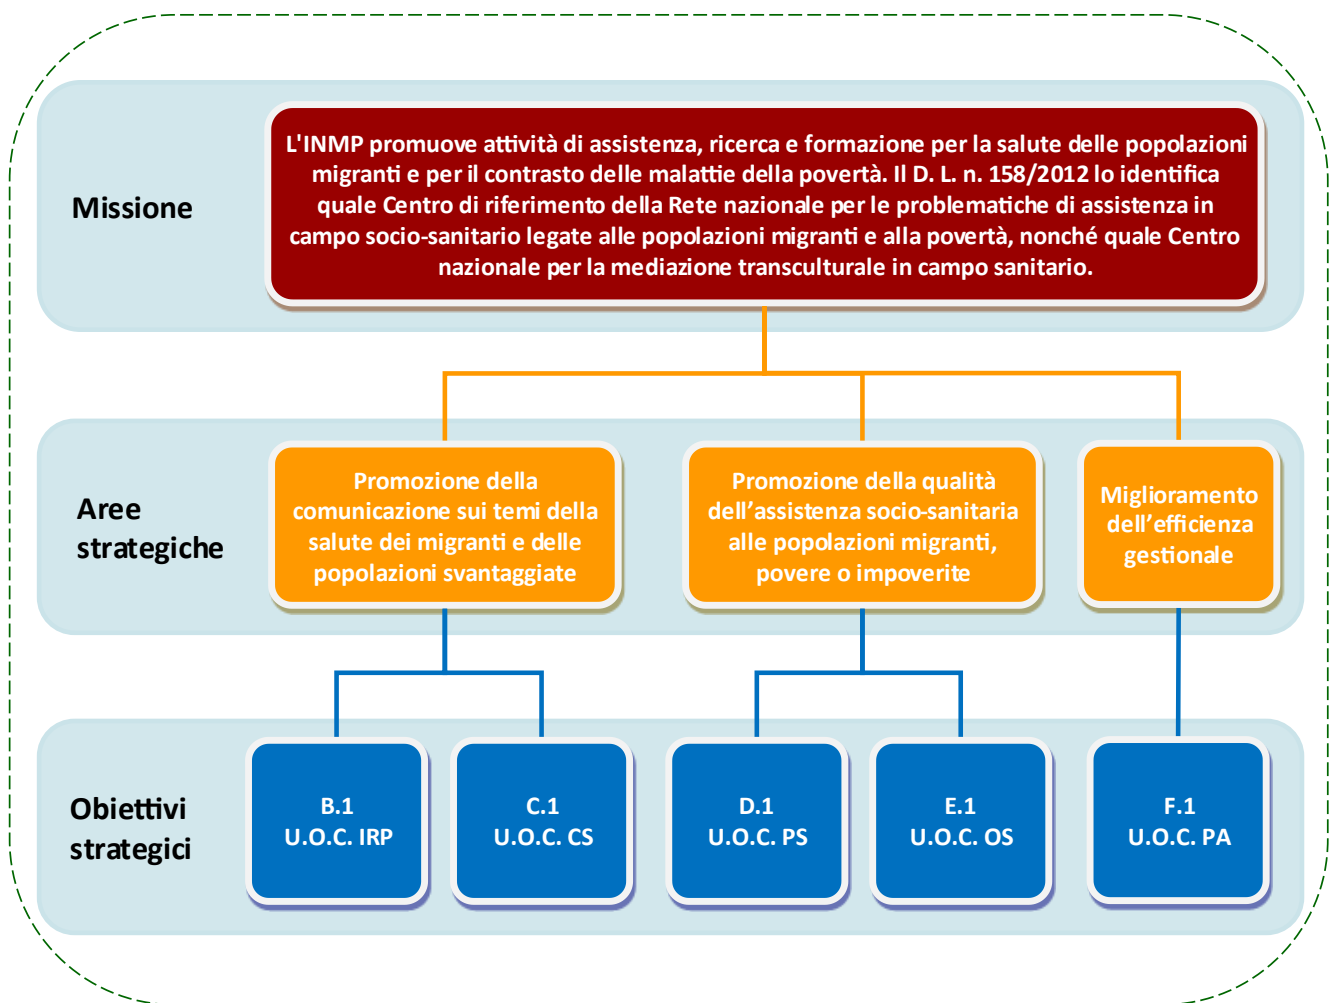 Missione
L'INMP promuove attività di assistenza, ricerca e formazione per la salute delle popolazioni
migranti e per il contrasto delle malattie della povertà. Il D. L. n. 158/2012 lo identifica
quale Centro di riferimento della Rete nazionale per le problematiche di assistenza in
campo socio-sanitario legate alle popolazioni migranti e alla povertà, nonché quale Centro
nazionale per la mediazione transculturale in campo sanitario.
Aree
strategiche
Promozione della
comunicazione sui temi della
salute dei migranti e delle
popolazioni svantaggiate
Promozione della qualità
dell’assistenza socio-sanitaria
alle popolazioni migranti,
povere o impoverite
Miglioramento
dell’efficienza
gestionale
Obiettivi
strategici
B.1
U.O.C. IRP
C.1
U.O.C. CS
D.1
U.O.C. PS
E.1
U.O.C. OS
F.1
U.O.C. PA